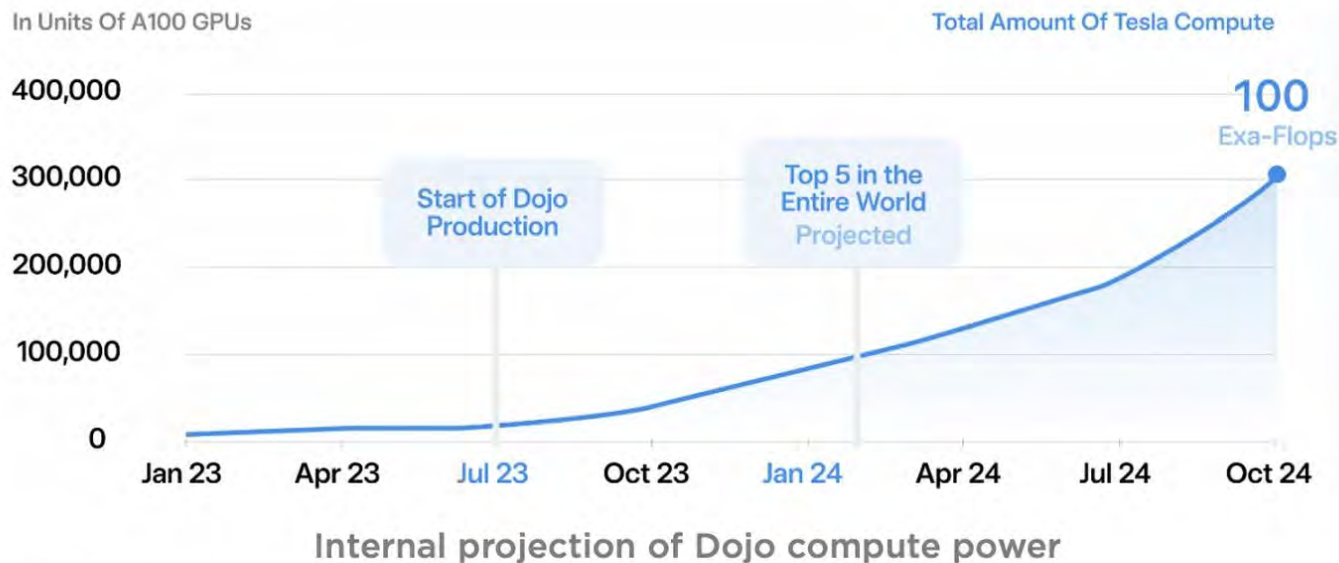 In Units Of A100 GPUs
Total Amount Of Tesla Compute
400,000
100
Exa-Flops
300,000
Start of Dojo
Production
Top 5 in the
Entire World
Projected
200,000
100,000
0
Jan 23 Apr 23 Jul 23 Oct 23 Jan 24 Apr 24 Jul 24 Oct 24
Internal projection of Dojo compute power